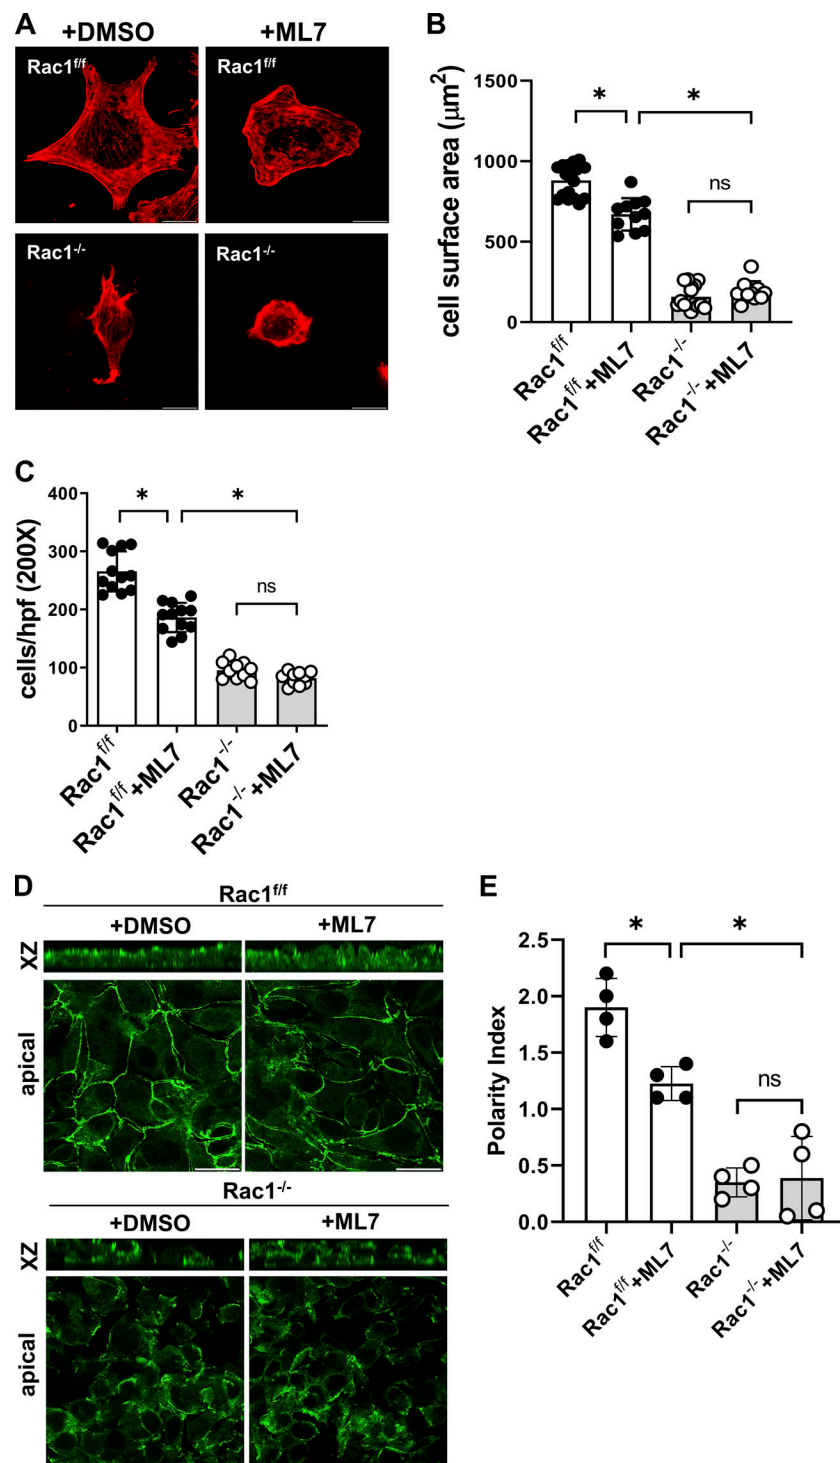 A
+DMSO +ML7
Rac1f/f Rac1f/f
Rac1-/- Rac1-/-
B
cell surface area (μm2)
1500
1000
500
0
* *
ns
Rac1f/f
Rac1f/f+ML7
Rac1-/-
Rac1-/-+ML7
C
cells/hpf (200X)
400
300
200
100
0
* *
ns
Rac1f/f
Rac1f/f+ML7
Rac1-/-
Rac1-/-+ML7
D
Rac1f/f
+DMSO +ML7
XZ
apical
Rac1-/-
+DMSO +ML7
XZ
apical
E
Polarity Index
2.5
2.0
1.5
1.0
0.5
0.0
* *
ns
Rac1f/f
Rac1f/f+ML7
Rac1-/-
Rac1-/-+ML7